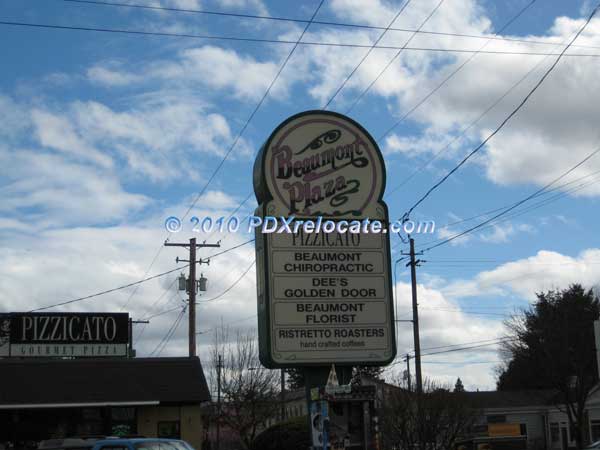 Beaumont
Plaza
PIZZICATO
BEAUMONT
CHIROPRACTIC
DEE'S
GOLDEN DOOR
BEAUMONT
FLORIST
RISTRETTO ROASTERS
hand crafted coffees
© 2010 ~ PDXrelocate.com
PIZZICATO
GOURMET PIZZA